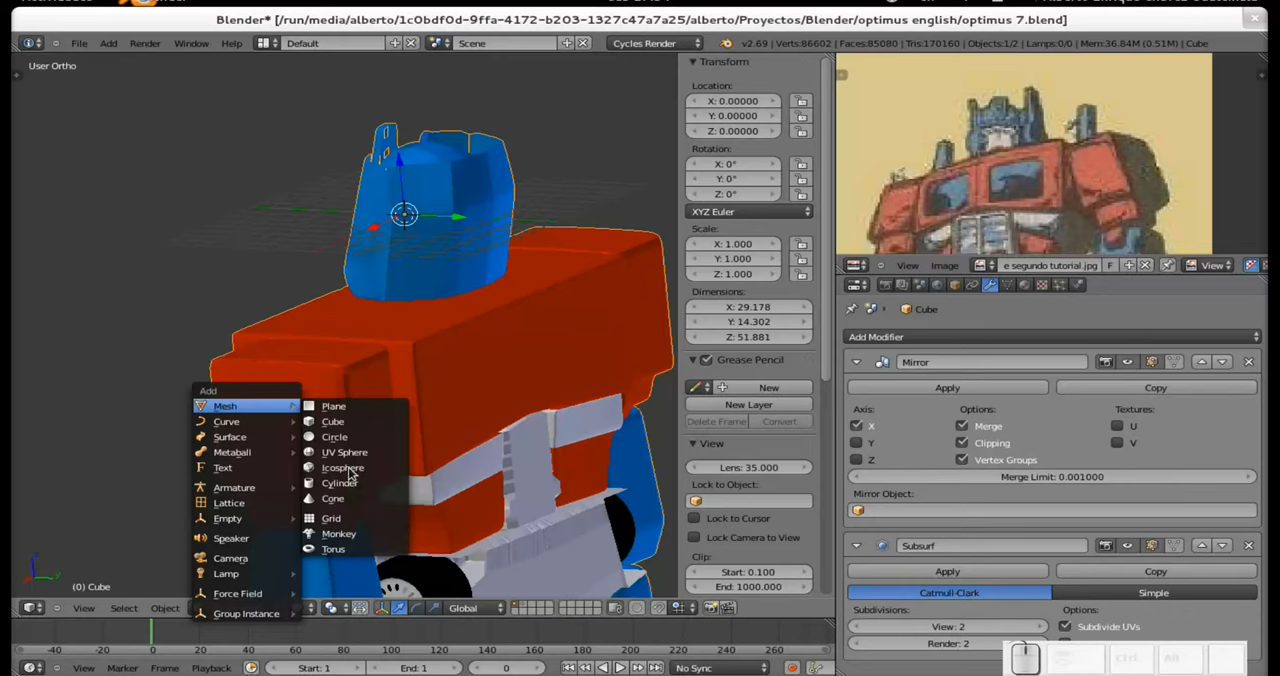 Blender* [/run/media/alberto/1c0bdf0d-9ffa-4172-b203-1327c47a7a25/alberto/Proyectos/Blender/optimus english/optimus 7.blend]
File Add Render Window Help Default Scene Cycles Render v2.69 | Verts:86602 | Faces:85080 | Tris:170160 | Objects:1/2 | Lamps:0/0 | Mem:36.84M (0.51M) | Cube
User Ortho
Transform
Location:
X: 0.00000
Y: 0.00000
Z: 0.00000
Rotation:
X: 0°
Y: 0°
Z: 0°
XYZ Euler
Scale:
X: 1.000
Y: 1.000
Z: 1.000
Dimensions:
X: 29.178
Y: 14.302
Z: 51.881
Grease Pencil
New
New Layer
Delete Frame Convert
View
Lens: 35.000
Lock to Object:
Lock to Cursor
Lock Camera to View
Clip:
Start: 0.100
End: 1000.000
Add
Mesh
Curve
Surface
Metaball
Text
Armature
Lattice
Empty
Speaker
Camera
Lamp
Force Field
Group Instance
Plane
Cube
Circle
UV Sphere
Icosphere
Cylinder
Cone
Grid
Monkey
Torus
(0) Cube
View Select Object Global
View Image e segundo tutorial.jpg F View
Cube
Add Modifier
Mirror
Apply Copy
Axis: Options: Textures:
X Merge U
Y Clipping V
Z Vertex Groups
Merge Limit: 0.001000
Mirror Object:
Subsurf
Apply Copy
Catmull-Clark Simple
Subdivisions: Options:
View: 2 Subdivide UVs
Render: 2
Ctrl Alt
-40 -20 0 20 40 60 80 100 120 140 160 180 200 220 240 260
View Marker Frame Playback Start: 1 End: 1 0 No Sync